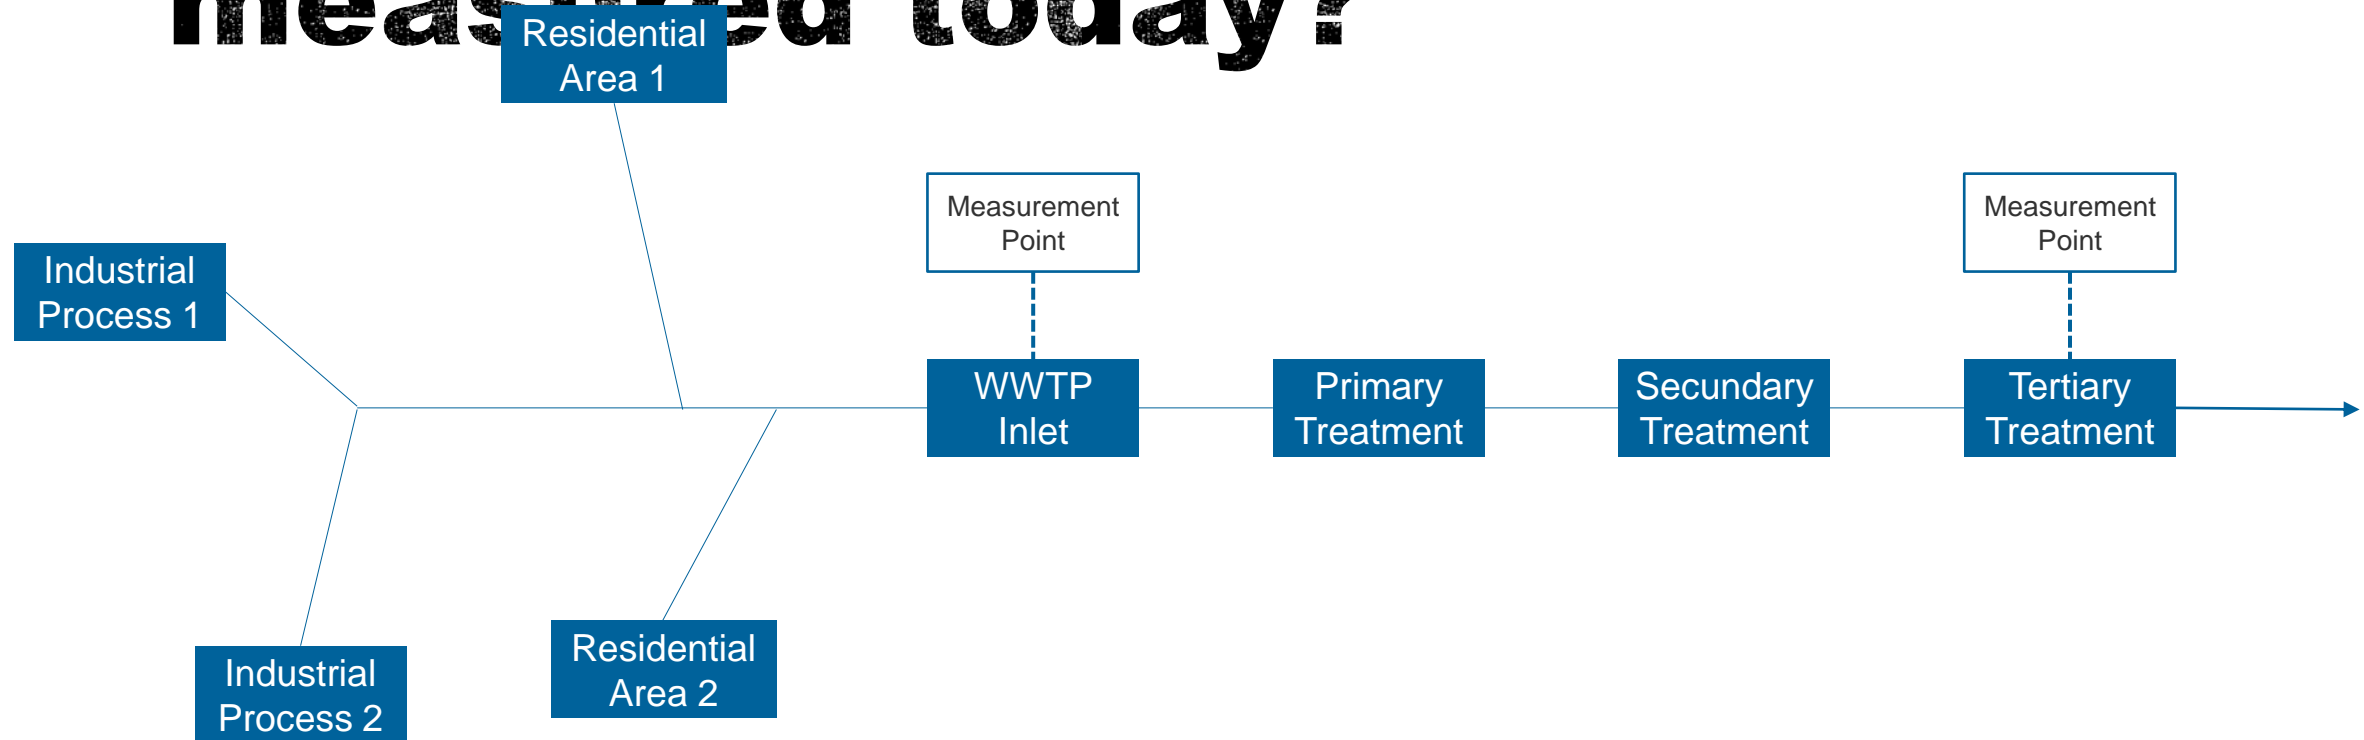 measured today?
Residential
Area 1
Measurement
Point
Measurement
Point
Industrial
Process 1
WWTP
Inlet
Primary
Treatment
Secundary
Treatment
Tertiary
Treatment
Residential
Area 2
Industrial
Process 2